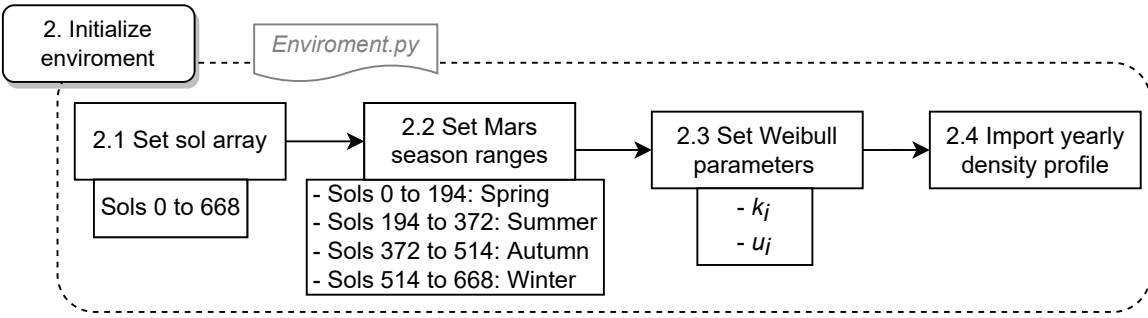 2. Initialize
enviroment
Enviroment.py
2.1 Set sol array
Sols 0 to 668
2.2 Set Mars
season ranges
- Sols 0 to 194: Spring
- Sols 194 to 372: Summer
- Sols 372 to 514: Autumn
- Sols 514 to 668: Winter
2.3 Set Weibull
parameters
- kᵢ
- uᵢ
2.4 Import yearly
density profile